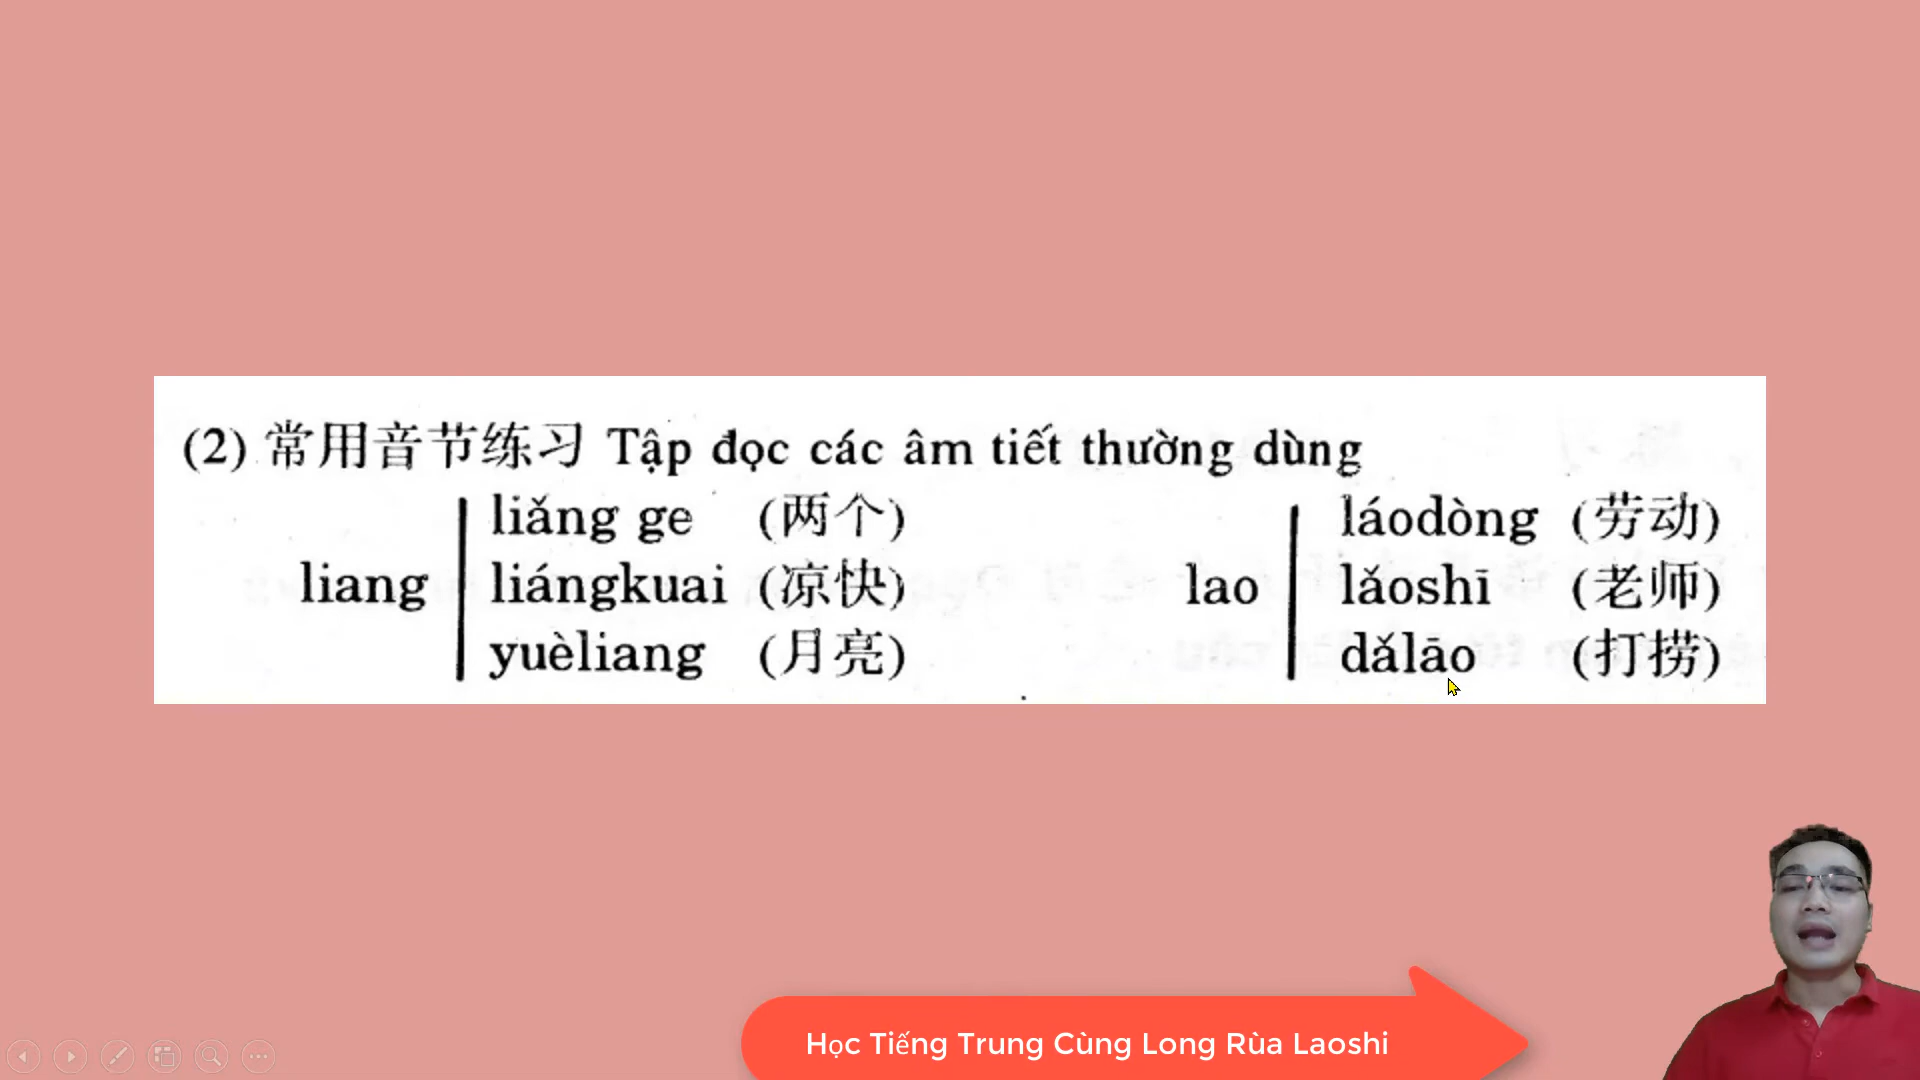 (2) 常用音节练习 Tập đọc các âm tiết thường dùng
liang
liǎng ge (两个)
liángkuai (凉快)
yuèliang (月亮)
lao
láodòng (劳动)
lǎoshī (老师)
dǎlāo (打捞)
Học Tiếng Trung Cùng Long Rùa Laoshi